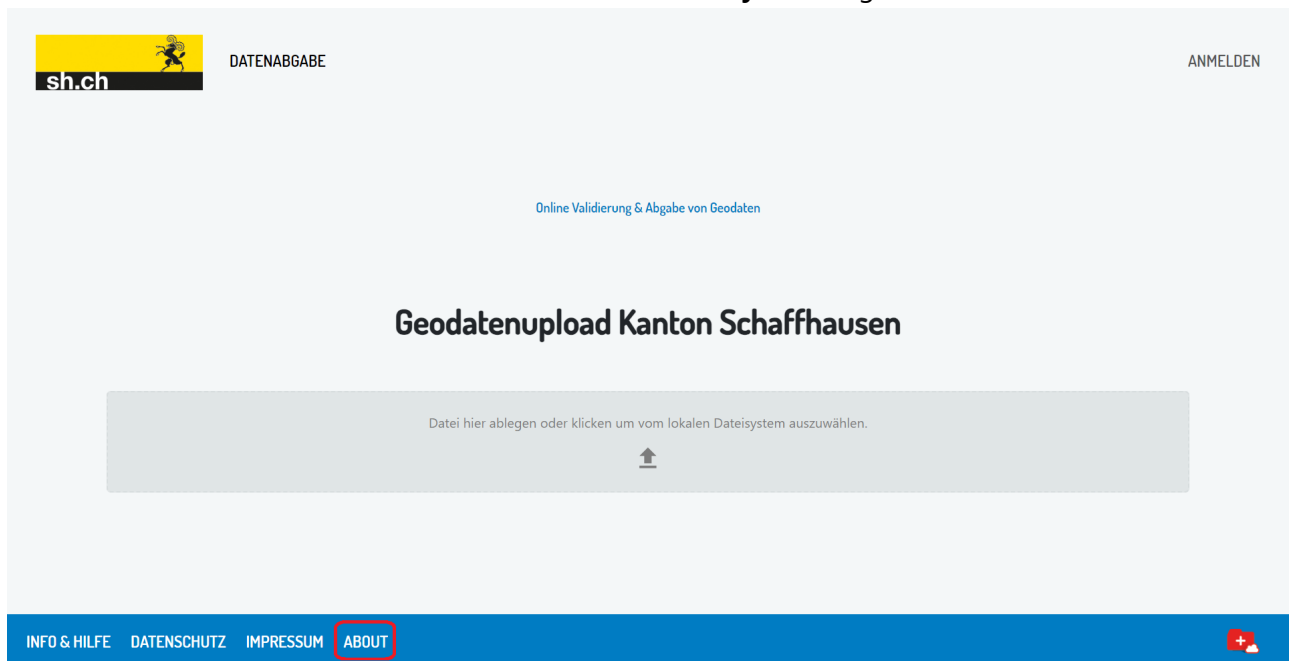 sh.ch
DATENABGABE
ANMELDEN
Online Validierung & Abgabe von Geodaten
Geodatenupload Kanton Schaffhausen
Datei hier ablegen oder klicken um vom lokalen Dateisystem auszuwählen.
INFO & HILFE DATENSCHUTZ IMPRESSUM ABOUT